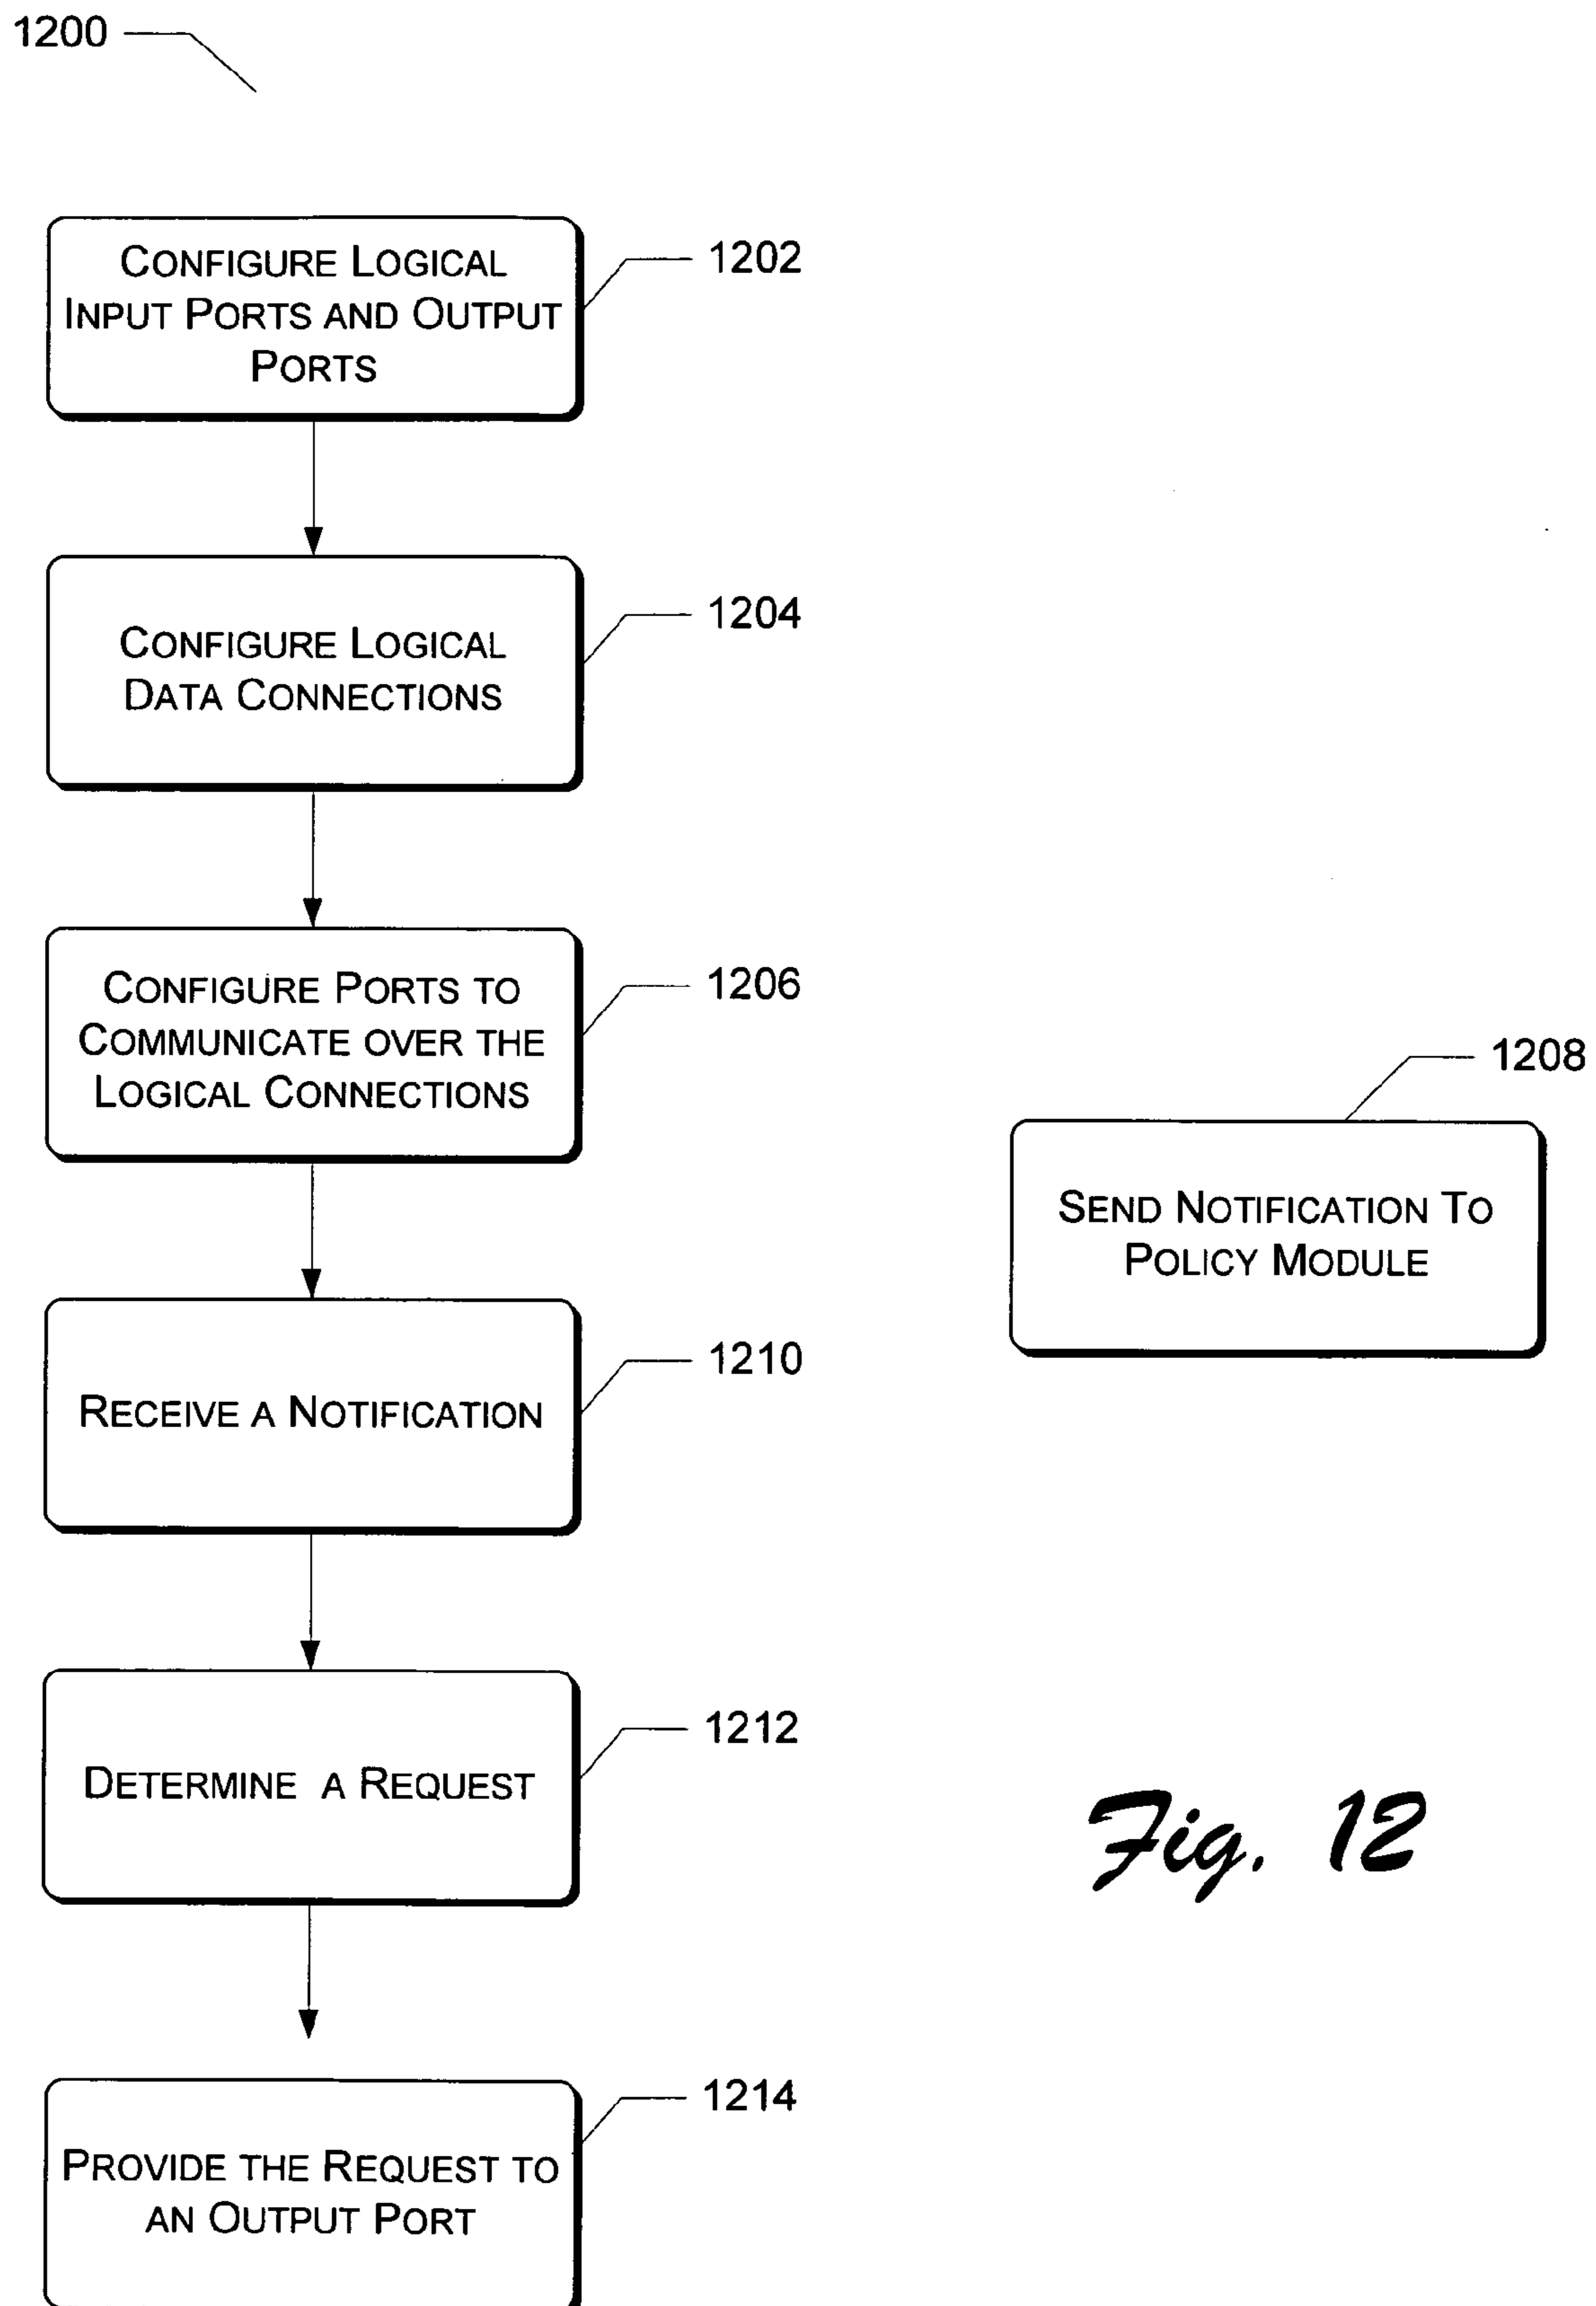 1200
CONFIGURE LOGICAL
INPUT PORTS AND OUTPUT
PORTS
1202
CONFIGURE LOGICAL
DATA CONNECTIONS
1204
CONFIGURE PORTS TO
COMMUNICATE OVER THE
LOGICAL CONNECTIONS
1206
1208
SEND NOTIFICATION TO
POLICY MODULE
RECEIVE A NOTIFICATION
1210
DETERMINE A REQUEST
1212
Fig. 12
PROVIDE THE REQUEST TO
AN OUTPUT PORT
1214